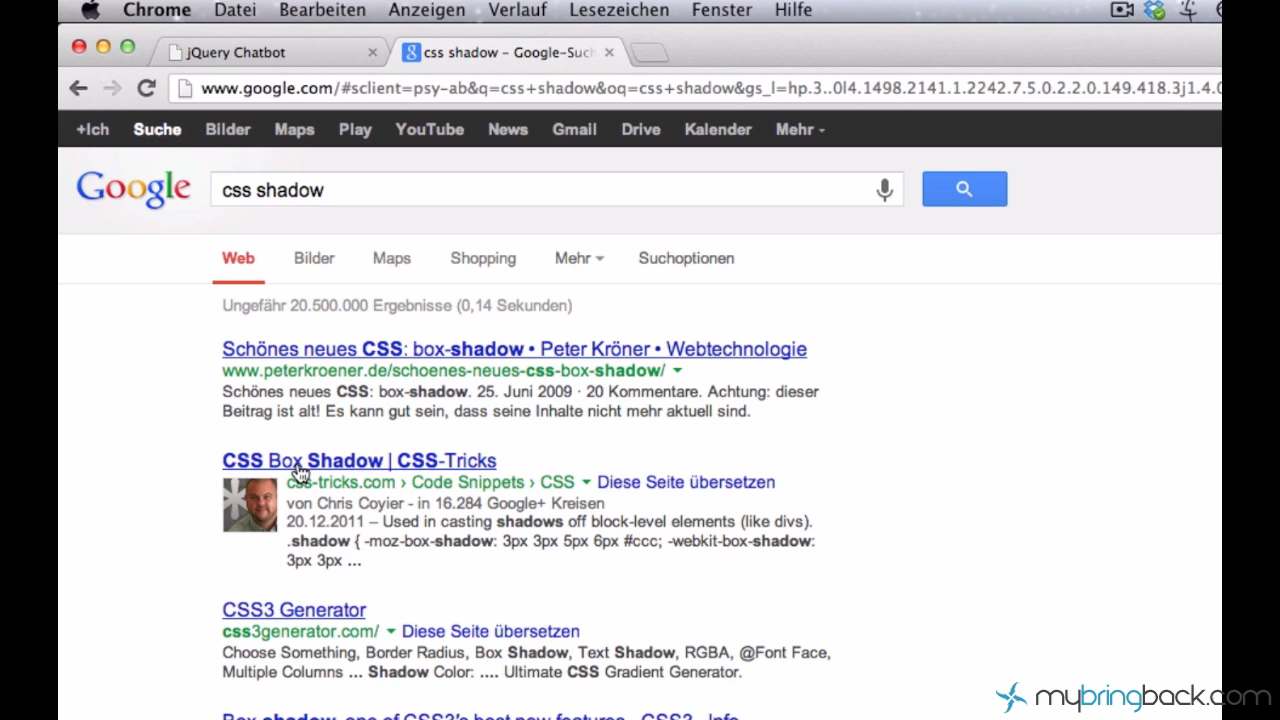 Chrome Datei Bearbeiten Anzeigen Verlauf Lesezeichen Fenster Hilfe
jQuery Chatbot css shadow - Google-Such
www.google.com/#sclient=psy-ab&q=css+shadow&oq=css+shadow&gs_l=hp.3..0l4.1498.2141.1.2242.7.5.0.2.2.0.149.418.3j1.4.0
+Ich Suche Bilder Maps Play YouTube News Gmail Drive Kalender Mehr
Google css shadow
Web Bilder Maps Shopping Mehr Suchoptionen
Ungefähr 20.500.000 Ergebnisse (0,14 Sekunden)
Schönes neues CSS: box-shadow • Peter Kröner • Webtechnologie
www.peterkroener.de/schoenes-neues-css-box-shadow/
Schönes neues CSS: box-shadow. 25. Juni 2009 · 20 Kommentare. Achtung: dieser
Beitrag ist alt! Es kann gut sein, dass seine Inhalte nicht mehr aktuell sind.
CSS Box Shadow | CSS-Tricks
css-tricks.com › Code Snippets › CSS Diese Seite übersetzen
von Chris Coyier - in 16.284 Google+ Kreisen
20.12.2011 – Used in casting shadows off block-level elements (like divs).
.shadow { -moz-box-shadow: 3px 3px 5px 6px #ccc; -webkit-box-shadow:
3px 3px ...
CSS3 Generator
css3generator.com/ Diese Seite übersetzen
Choose Something, Border Radius, Box Shadow, Text Shadow, RGBA, @Font Face,
Multiple Columns ... Shadow Color: .... Ultimate CSS Gradient Generator.
Box-shadow, one of CSS3's best new features - CSS3 . Info
mybringback.com